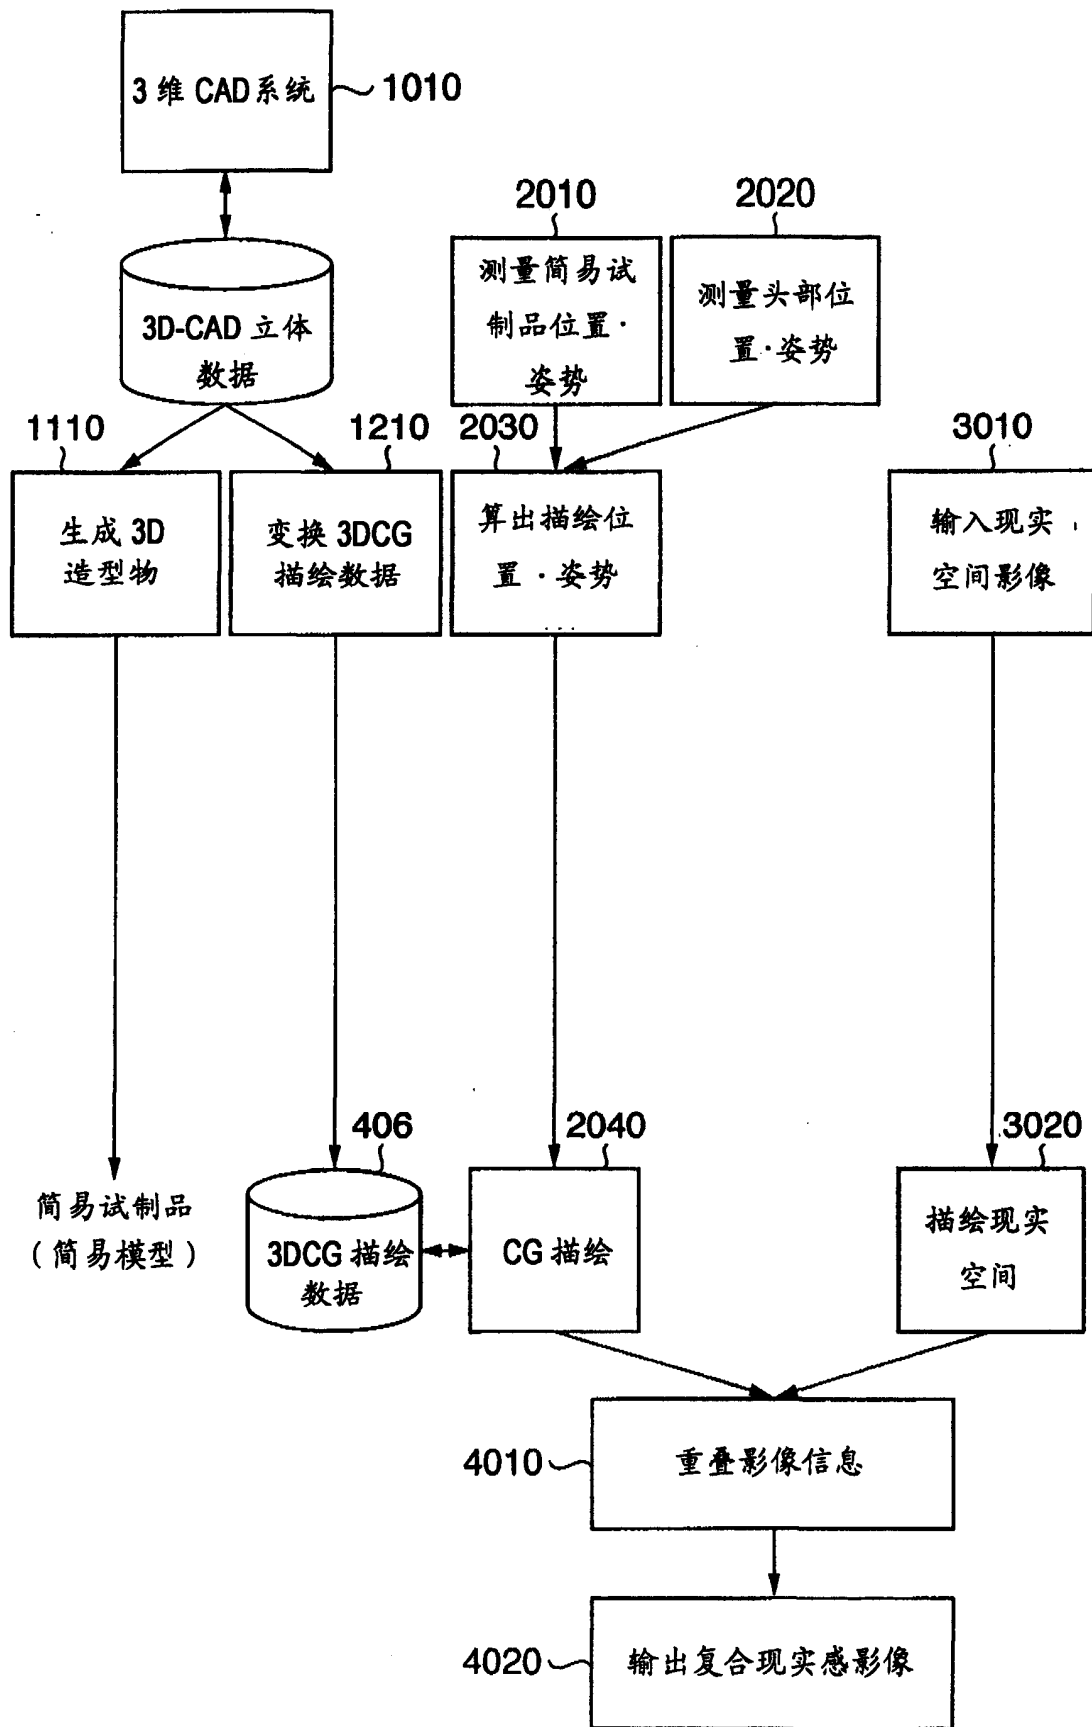 3维CAD系统
1010
3D-CAD 立体
数据
2010
测量简易试
制品位置·
姿势
2020
测量头部位
置·姿势
1110
生成 3D
造型物
1210
变换 3DCG
描绘数据
2030
算出描绘位
置·姿势
3010
输入现实
空间影像
简易试制品
（简易模型）
406
3DCG 描绘
数据
2040
CG 描绘
3020
描绘现实
空间
4010
重叠影像信息
4020
输出复合现实感影像